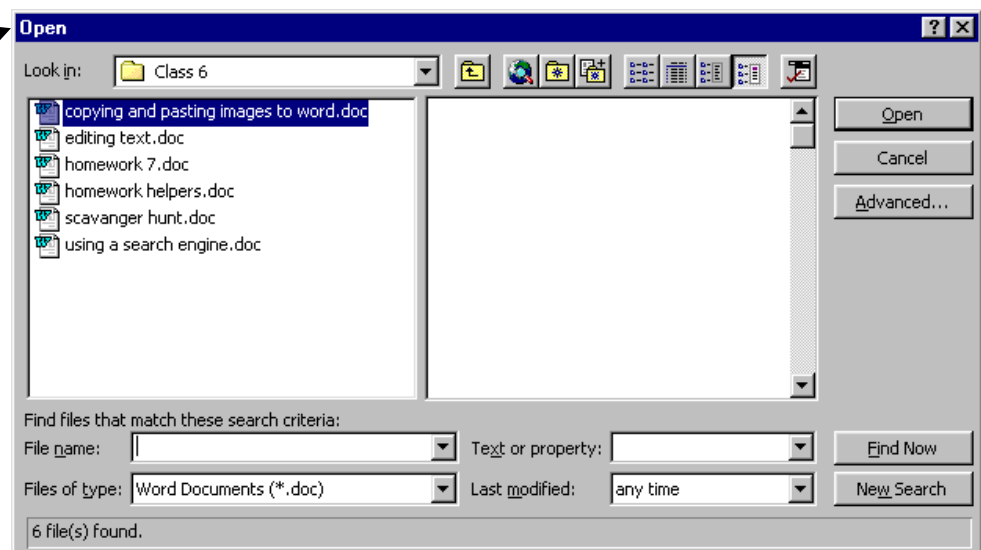 Open
Look in: Class 6
copying and pasting images to word.doc
editing text.doc
homework 7.doc
homework helpers.doc
scavanger hunt.doc
using a search engine.doc
Open
Cancel
Advanced...
Find files that match these search criteria:
File name: Text or property: Find Now
Files of type: Word Documents (*.doc) Last modified: any time New Search
6 file(s) found.